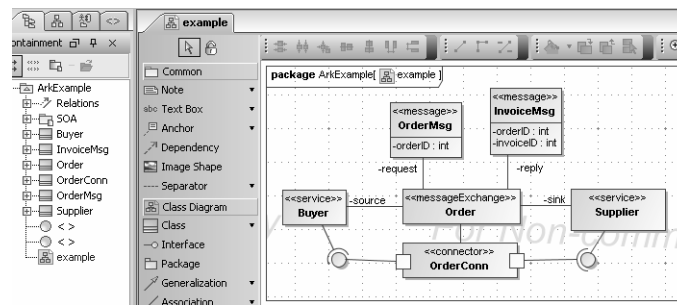 example
ontainment
ArkExample
Relations
SOA
Buyer
InvoiceMsg
Order
OrderConn
OrderMsg
Supplier
< >
< >
example
Common
Note
abc Text Box
Anchor
Dependency
Image Shape
Separator
Class Diagram
Class
Interface
Package
Generalization
Association
package ArkExample[ example ]
<<message>>
OrderMsg
-orderID : int
<<message>>
InvoiceMsg
-orderID : int
-invoiceID : int
-request
-reply
<<service>>
Buyer
-source
<<messageExchange>>
Order
-sink
<<service>>
Supplier
For Non-comm
<<connector>>
OrderConn